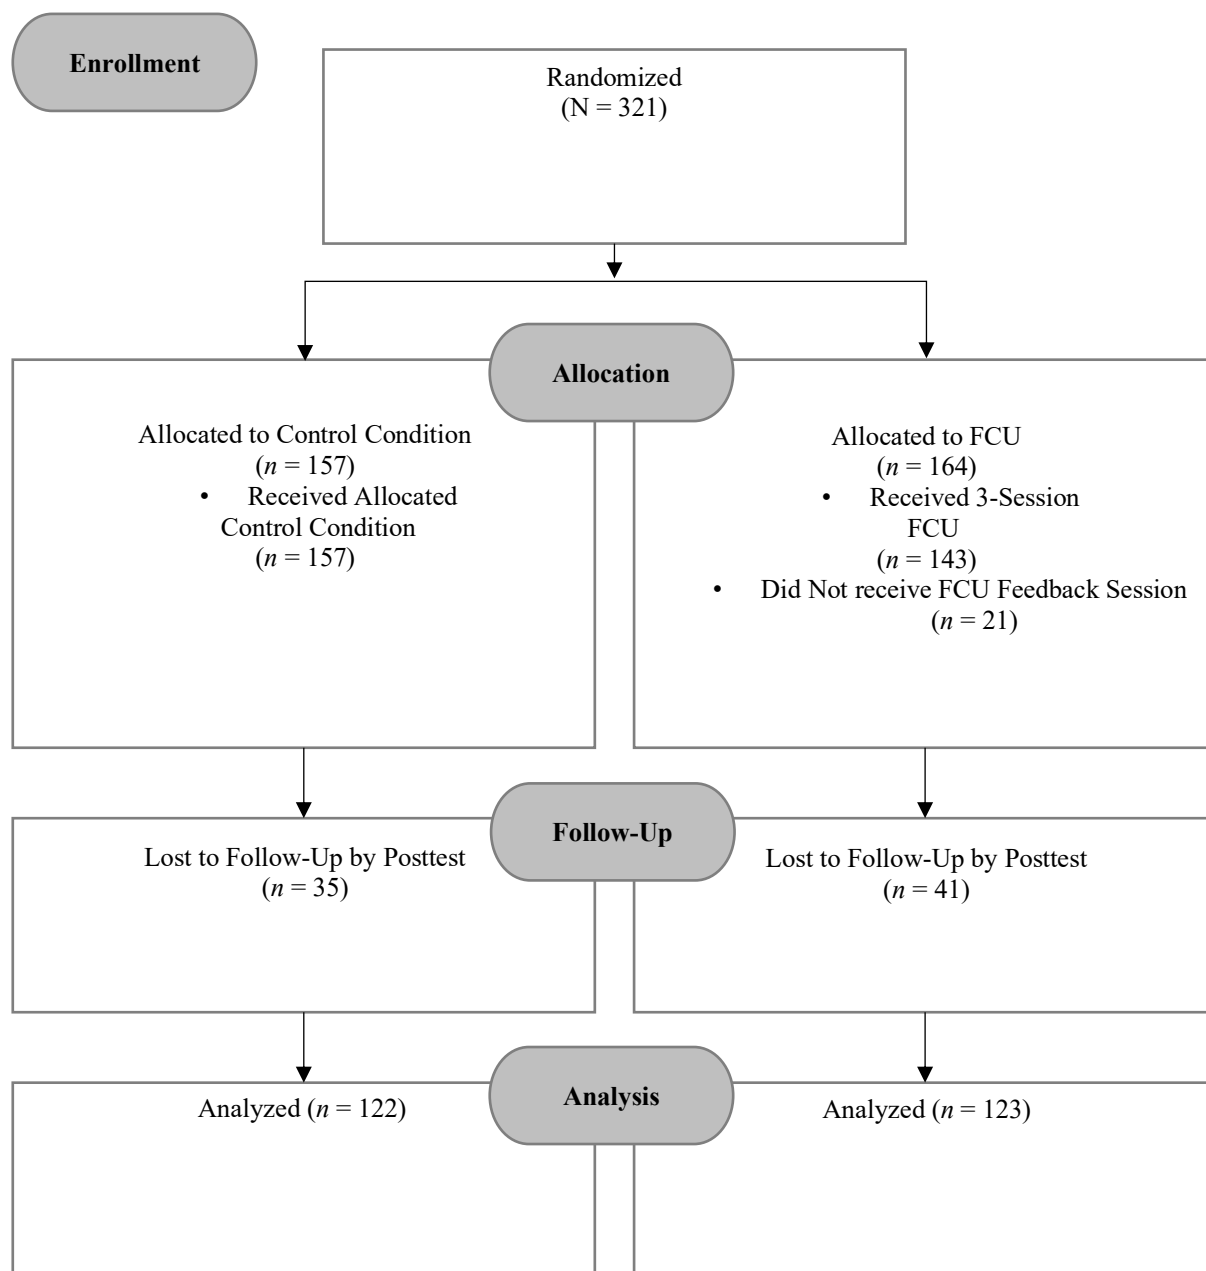 Enrollment
Randomized
(N = 321)
Allocation
Allocated to Control Condition
(n = 157)
• Received Allocated
Control Condition
(n = 157)
Allocated to FCU
(n = 164)
• Received 3-Session
FCU
(n = 143)
• Did Not receive FCU Feedback Session
(n = 21)
Follow-Up
Lost to Follow-Up by Posttest
(n = 35)
Lost to Follow-Up by Posttest
(n = 41)
Analysis
Analyzed (n = 122)
Analyzed (n = 123)